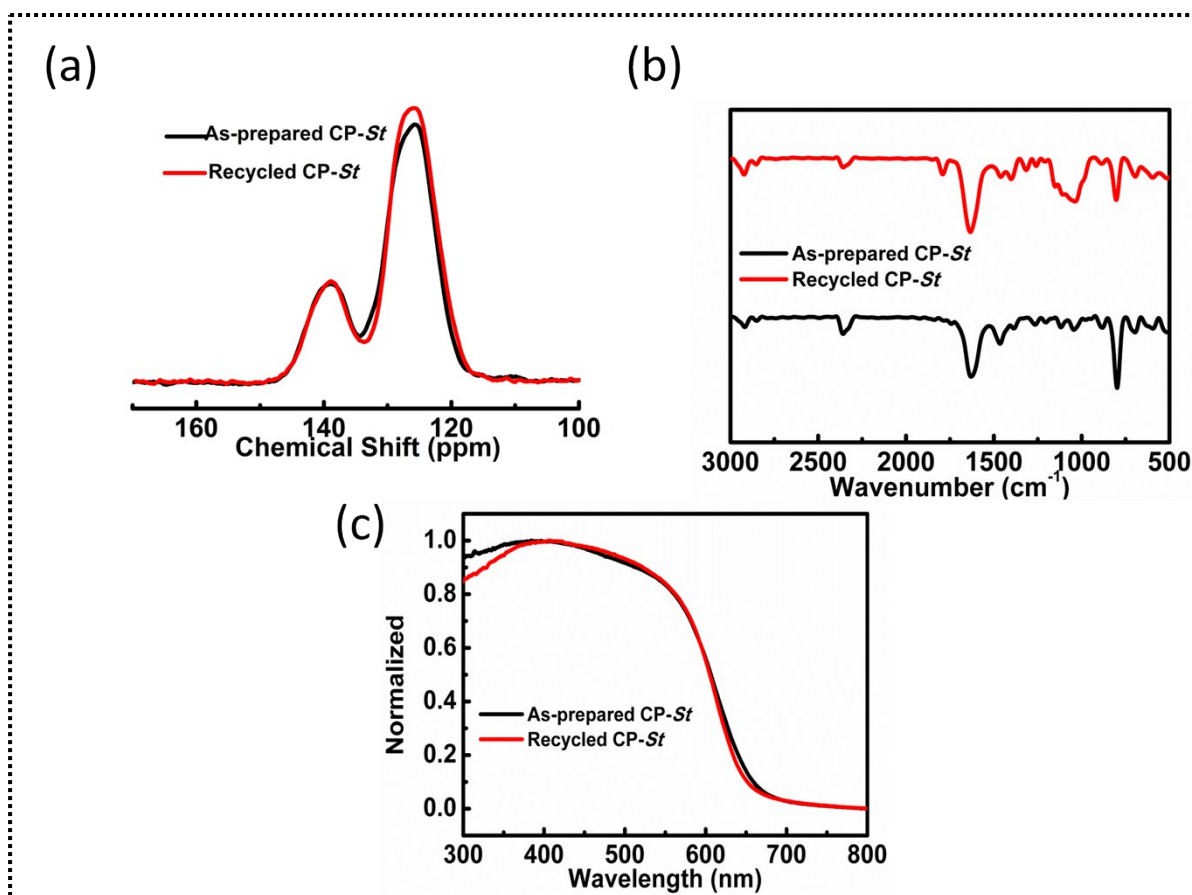 (a)
As-prepared CP-St
Recycled CP-St
160 140 120 100
Chemical Shift (ppm)
(b)
As-prepared CP-St
Recycled CP-St
3000 2500 2000 1500 1000 500
Wavenumber (cm⁻¹)
(c)
Normalized
1.0
0.8
0.6
0.4
0.2
0.0
As-prepared CP-St
Recycled CP-St
300 400 500 600 700 800
Wavelength (nm)